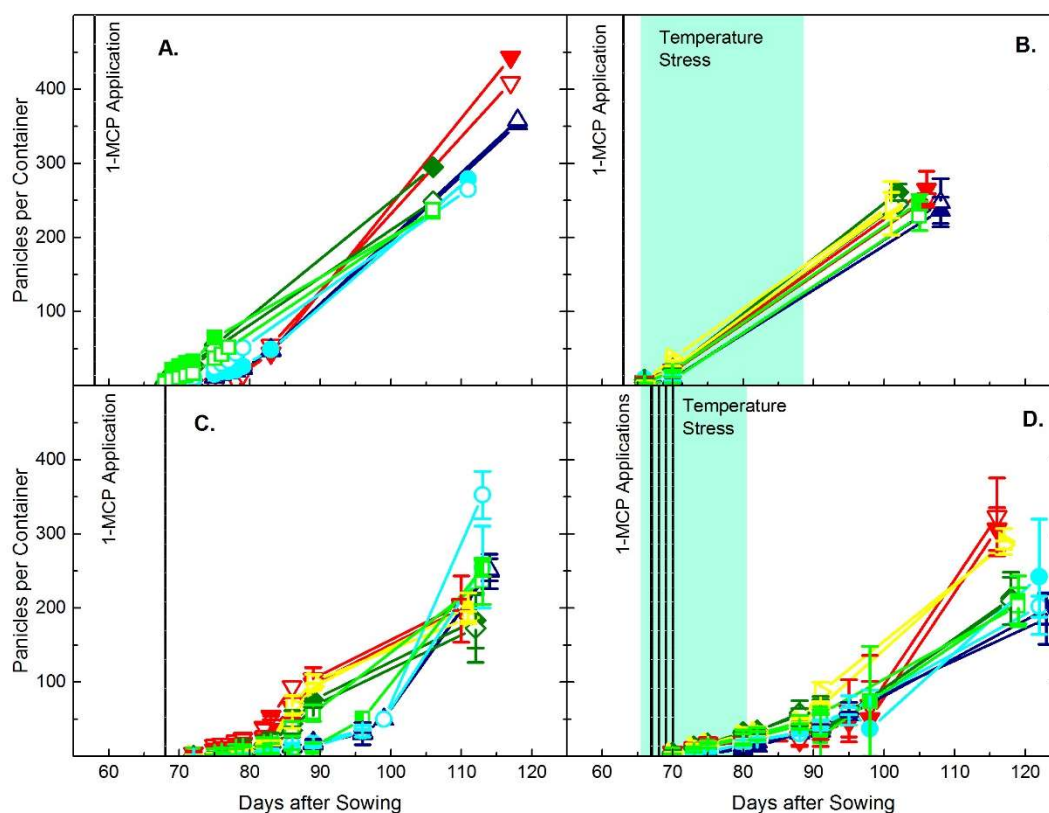 A.
1-MCP Application
400
300
200
100
Panicles per Container
B.
Temperature
Stress
1-MCP Application
C.
1-MCP Application
400
300
200
100
Panicles per Container
60 70 80 90 100 110 120
Days after Sowing
D.
Temperature
Stress
1-MCP Applications
60 70 80 90 100 110 120
Days after Sowing